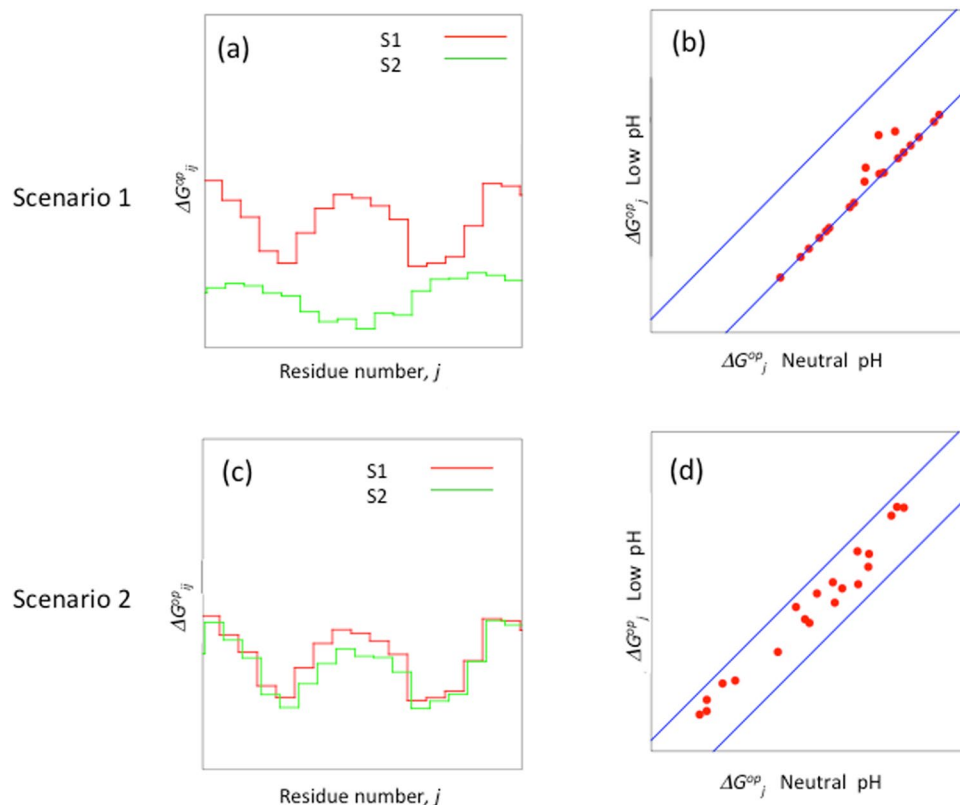 Scenario 1
(a)
S1
S2
ΔG^op_ij
Residue number, j
(b)
ΔG^op_j Low pH
ΔG^op_j Neutral pH
Scenario 2
(c)
S1
S2
ΔG^op_ij
Residue number, j
(d)
ΔG^op_j Low pH
ΔG^op_j Neutral pH